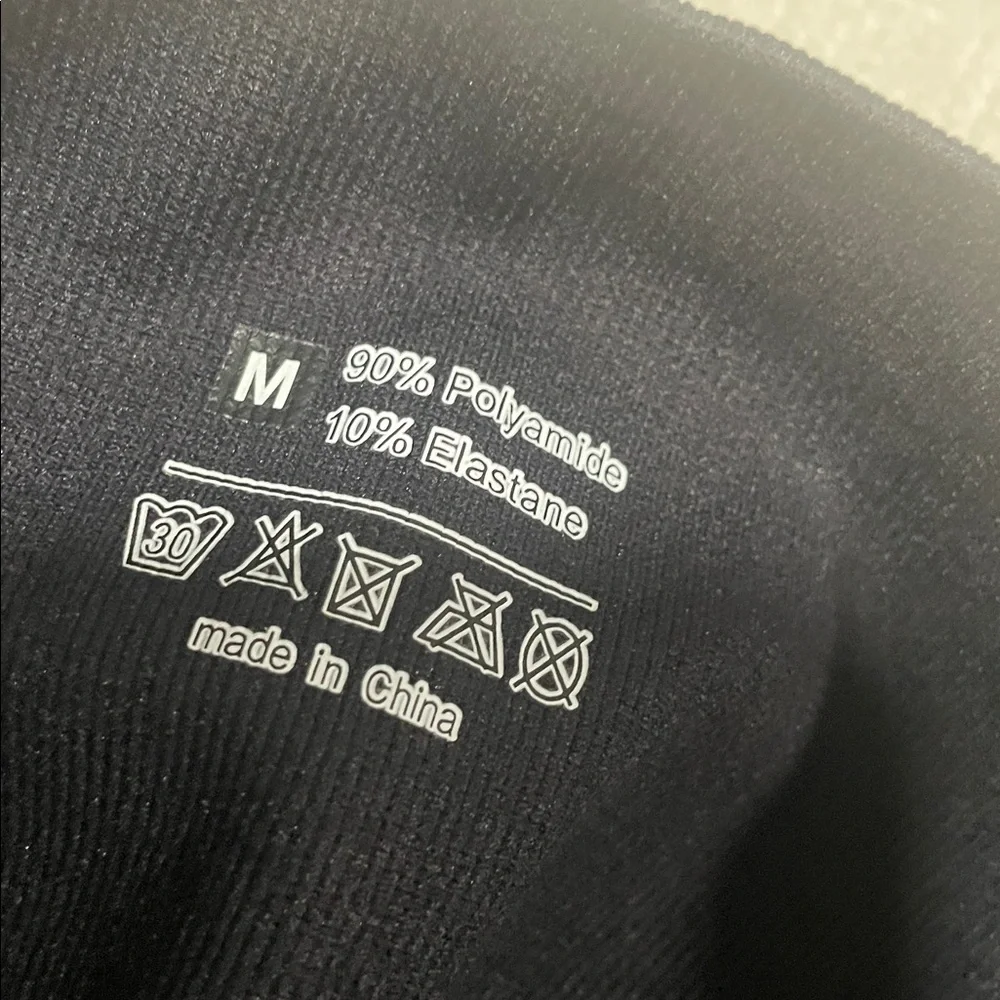 M
90% Polyamide
10% Elastane
30
made in China